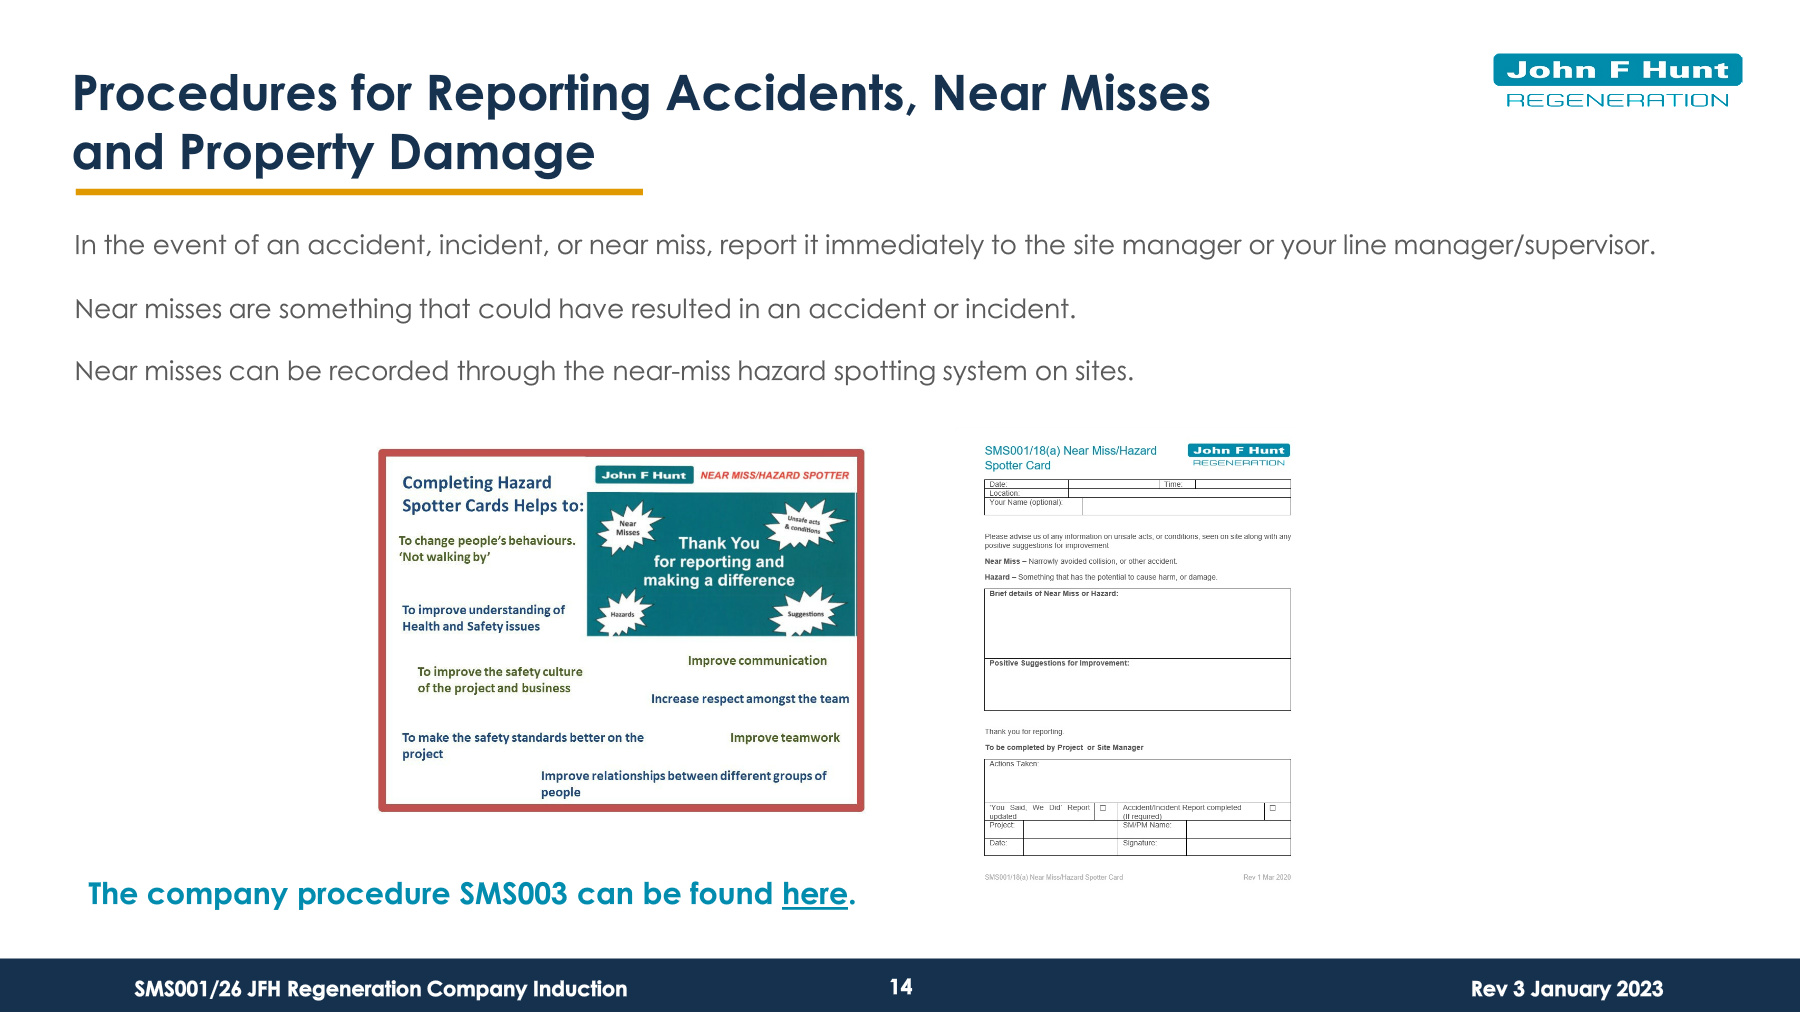 Procedures for Reporting Accidents, Near Misses
and Property Damage
John F Hunt
REGENERATION
In the event of an accident, incident, or near miss, report it immediately to the site manager or your line manager/supervisor.
Near misses are something that could have resulted in an accident or incident.
Near misses can be recorded through the near-miss hazard spotting system on sites.
Completing Hazard
Spotter Cards Helps to:
John F Hunt NEAR MISS/HAZARD SPOTTER
Near
Misses
Unsafe acts
& conditions
Thank You
for reporting and
making a difference
Hazards
Suggestions
To change people's behaviours.
'Not walking by'
To improve understanding of
Health and Safety issues
To improve the safety culture
of the project and business
Improve communication
Increase respect amongst the team
To make the safety standards better on the
project
Improve teamwork
Improve relationships between different groups of
people
SMS001/18(a) Near Miss/Hazard
Spotter Card
John F Hunt
REGENERATION
Date: Time:
Location:
Your Name (optional):
Please advise us of any information on unsafe acts, or conditions, seen on site along with any
positive suggestions for improvement
Near Miss – Narrowly avoided collision, or other accident.
Hazard – Something that has the potential to cause harm, or damage.
Brief details of Near Miss or Hazard:
Positive Suggestions for Improvement:
Thank you for reporting.
To be completed by Project or Site Manager
Actions Taken:
'You Said, We Did' Report
updated
Accident/Incident Report completed
(If required)
Project: SM/PM Name:
Date: Signature:
SMS001/18(a) Near Miss/Hazard Spotter Card Rev 1 Mar 2020
The company procedure SMS003 can be found here.
SMS001/26 JFH Regeneration Company Induction 14 Rev 3 January 2023